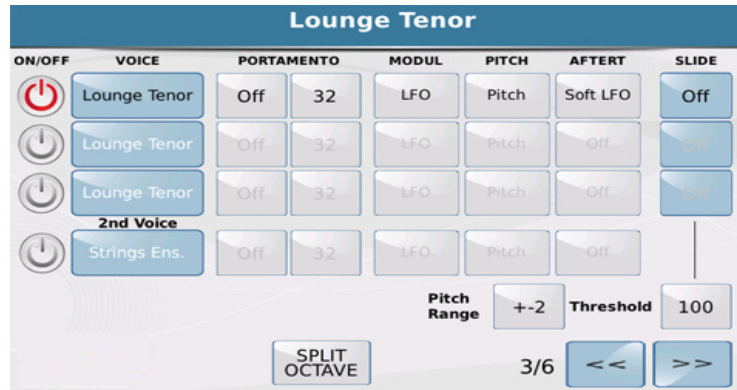 Lounge Tenor
ON/OFF VOICE PORTAMENTO MODUL PITCH AFTERT SLIDE
Lounge Tenor Off 32 LFO Pitch Soft LFO Off
Lounge Tenor Off 32 LFO Pitch Off Off
Lounge Tenor Off 32 LFO Pitch Off Off
2nd Voice
Strings Ens. Off 32 LFO Pitch Off
Pitch
Range +-2 Threshold 100
SPLIT
OCTAVE 3/6 << >>